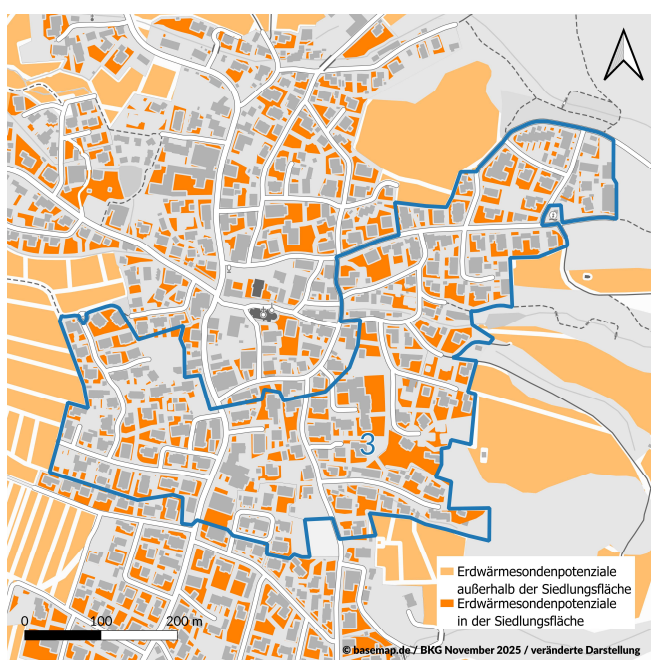 3
Erdwärmesondenpotenziale
außerhalb der Siedlungsfläche
Erdwärmesondenpotenziale
in der Siedlungsfläche
0 100 200 m
© basemap.de / BKG November 2025 / veränderte Darstellung